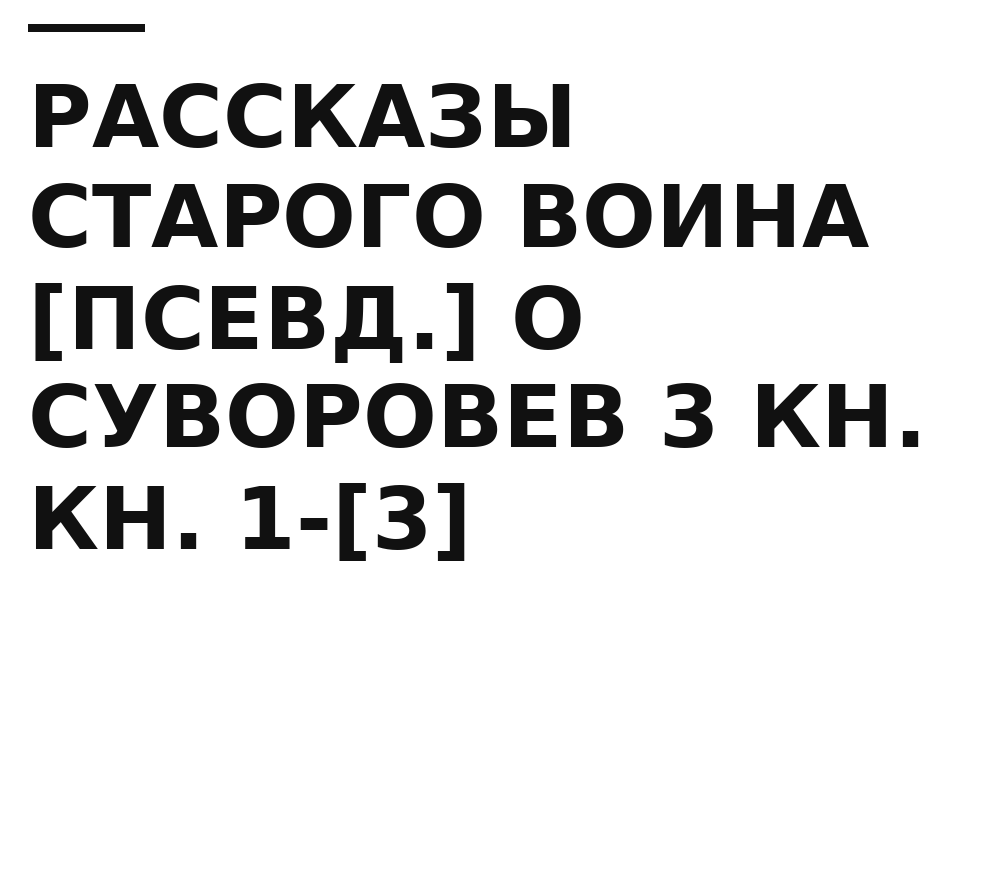 РАССКАЗЫ
СТАРОГО ВОИНА
[ПСЕВД.] О
СУВОРОВЕВ 3 КН.
КН. 1-[3]